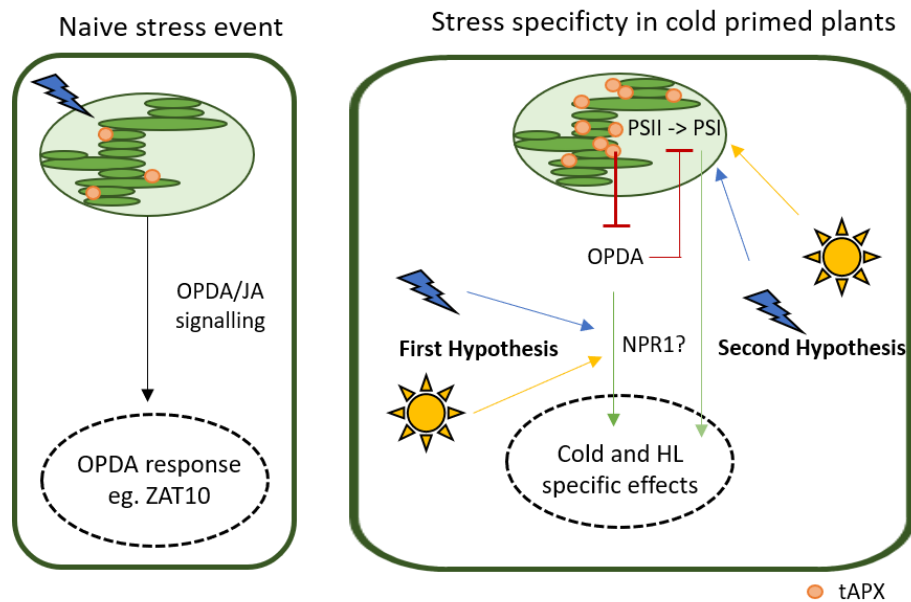 Naive stress event
Stress specificty in cold primed plants
PSII -> PSI
OPDA/JA
signalling
OPDA
First Hypothesis
NPR1?
Second Hypothesis
OPDA response
eg. ZAT10
Cold and HL
specific effects
tAPX